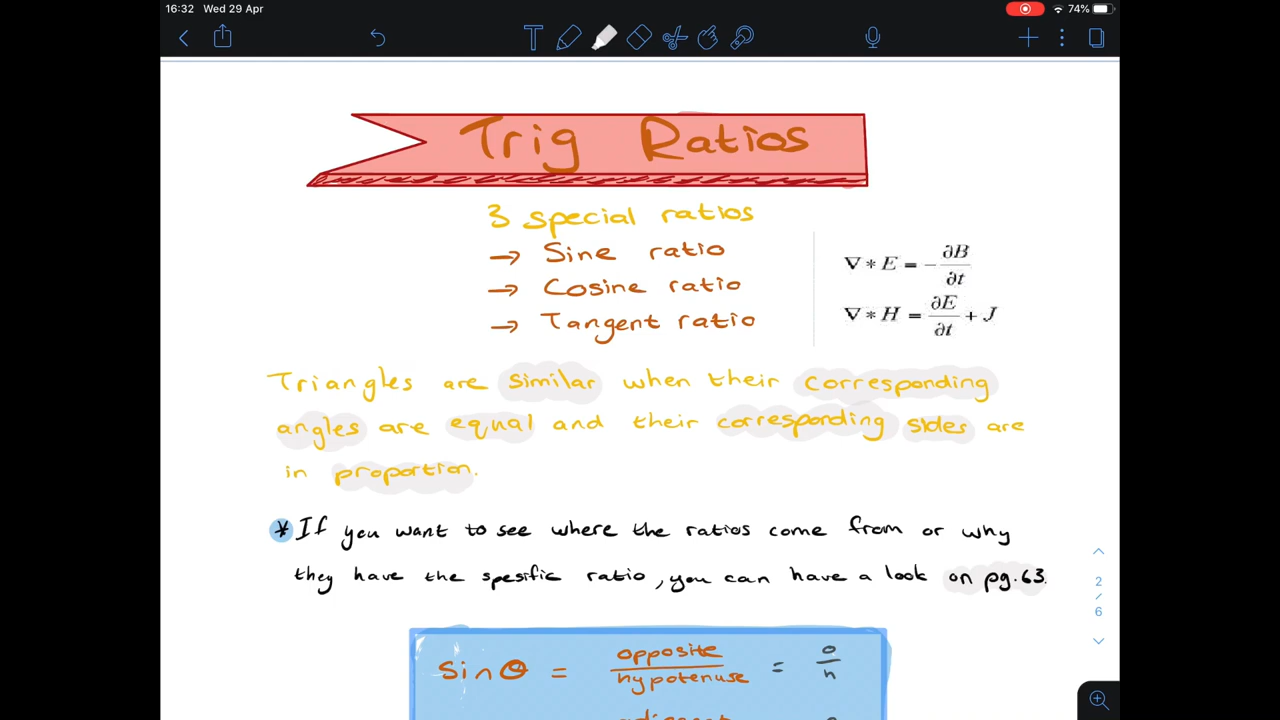 16:32 Wed 29 Apr
74%
T
Trig Ratios
3 special ratios
→ Sine ratio
→ Cosine ratio
→ Tangent ratio
∇ * E = - ∂B/∂t
∇ * H = ∂E/∂t + J
Triangles are similar when their corresponding
angles are equal and their corresponding sides are
in proportion.
* If you want to see where the ratios come from or why
they have the spesific ratio, you can have a look on pg.63.
2
/
6
sin θ = opposite/hypotenuse = o/h